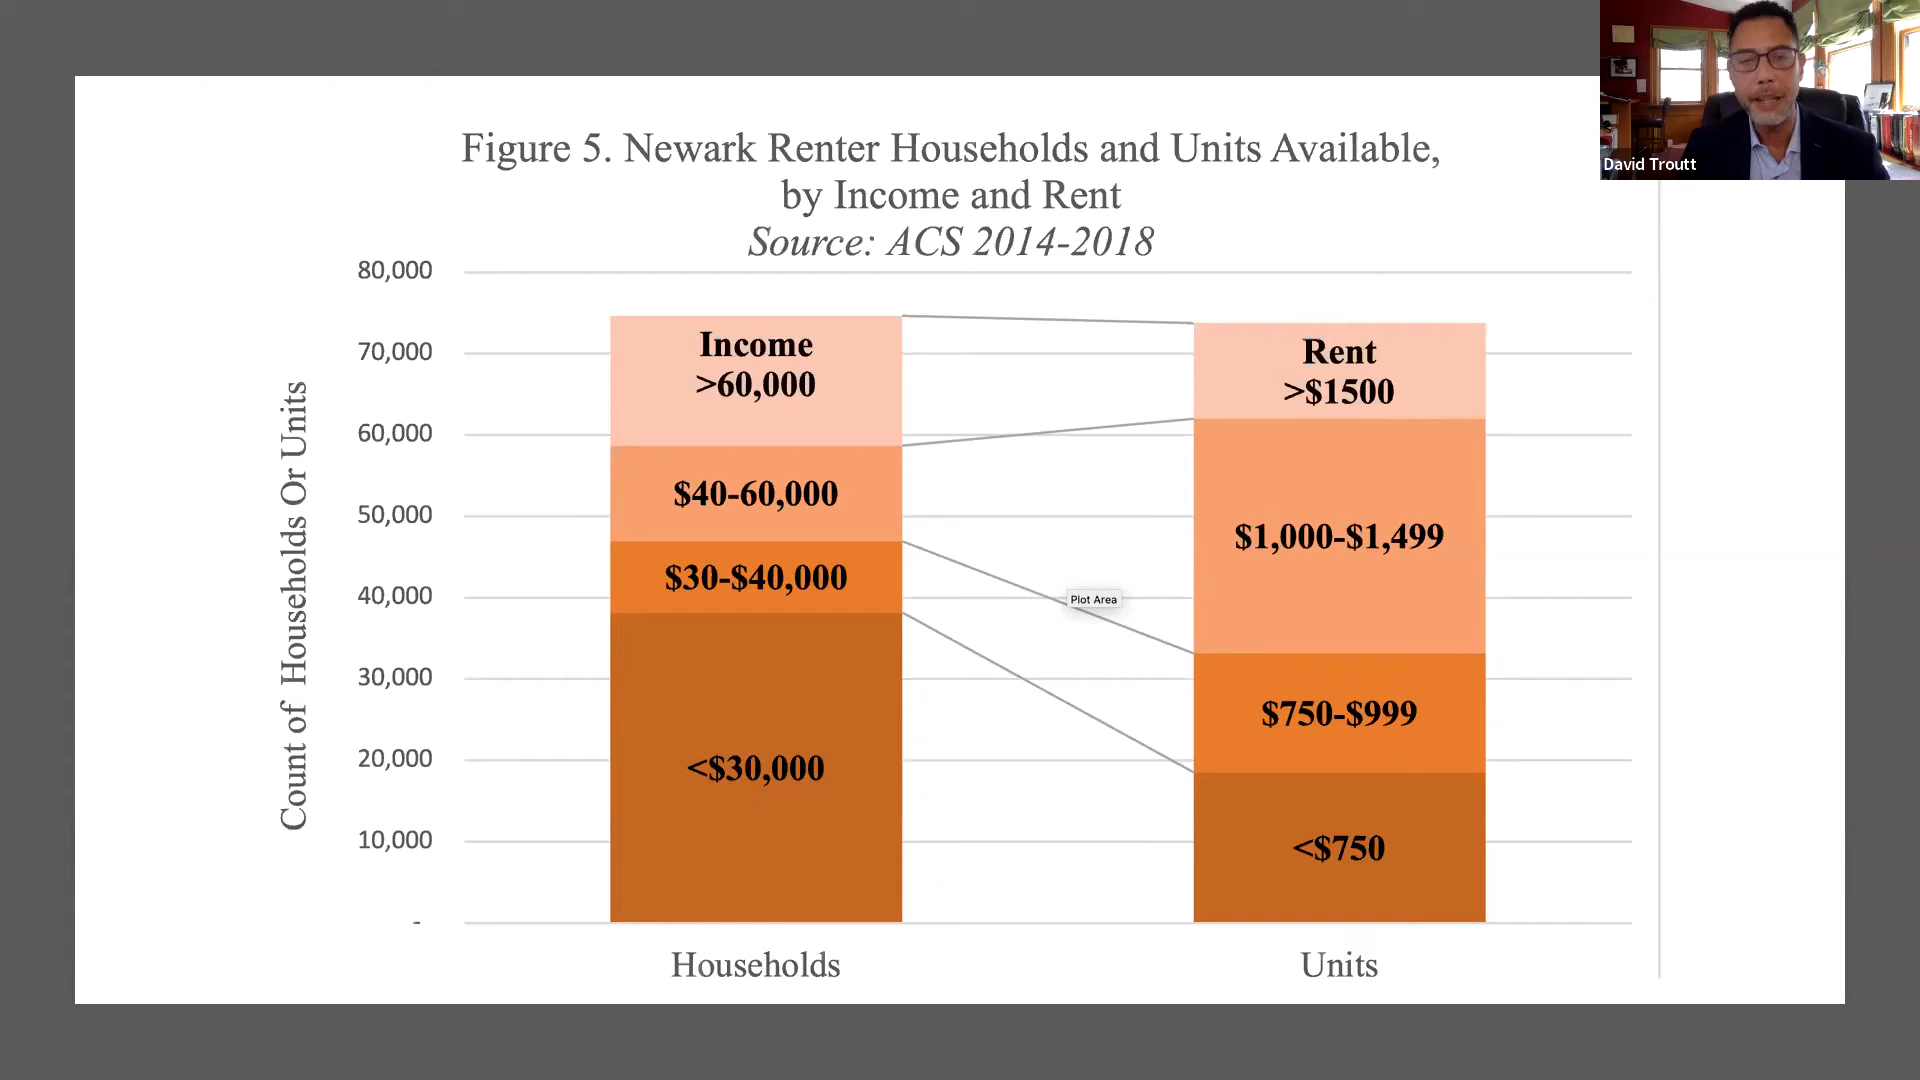 David Troutt
Figure 5. Newark Renter Households and Units Available,
by Income and Rent
Source: ACS 2014-2018
Count of Households Or Units
80,000
70,000
60,000
50,000
40,000
30,000
20,000
10,000
-
Income
>60,000
$40-60,000
$30-$40,000
<$30,000
Plot Area
Rent
>$1500
$1,000-$1,499
$750-$999
<$750
Households
Units